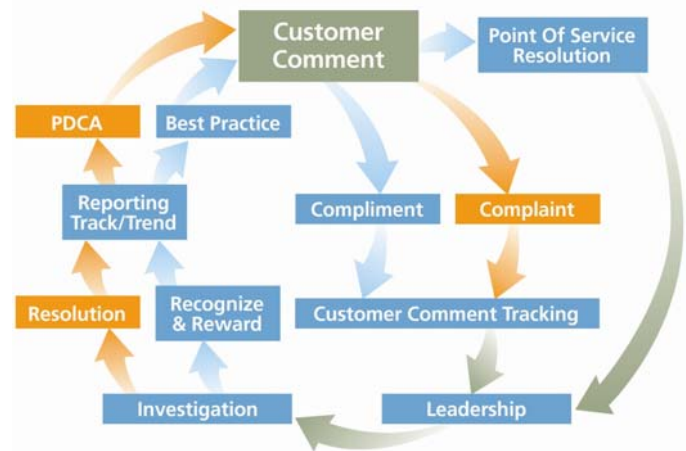 Customer
Comment
Point Of Service
Resolution
PDCA
Best Practice
Reporting
Track/Trend
Compliment
Complaint
Resolution
Recognize
& Reward
Customer Comment Tracking
Investigation
Leadership